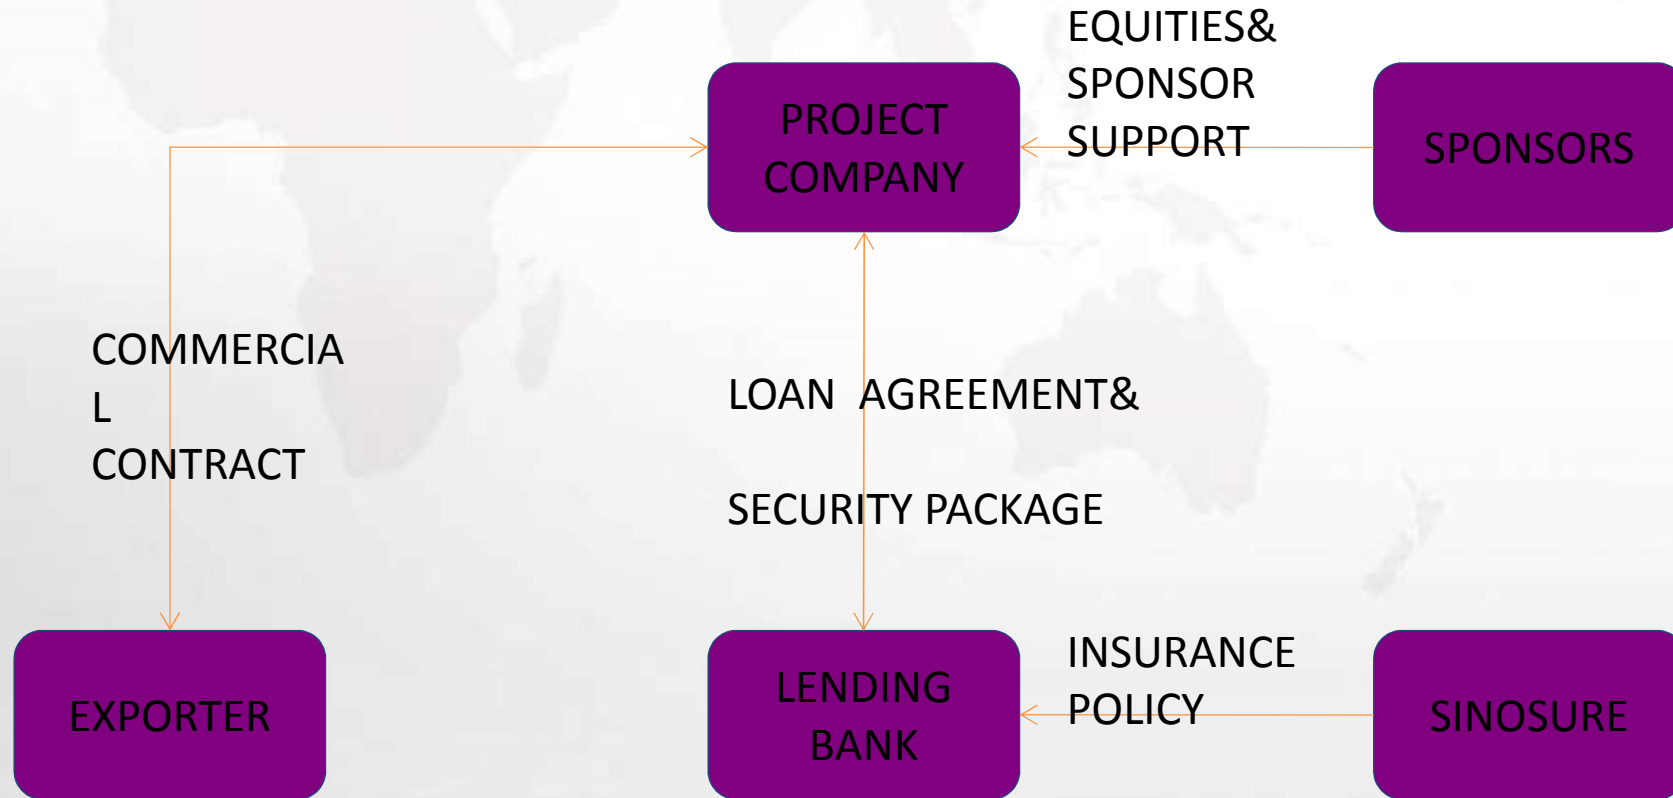 EQUITIES&
SPONSOR
SUPPORT
PROJECT
COMPANY
SPONSORS
COMMERCIA
L
CONTRACT
LOAN  AGREEMENT&
SECURITY PACKAGE
EXPORTER
LENDING
BANK
INSURANCE
POLICY
SINOSURE